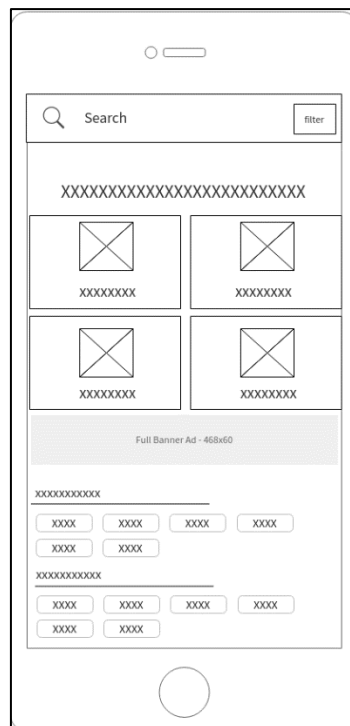 Search filter
XXXXXXXXXXXXXXXXXXXXXXXXXX
XXXXXXXX XXXXXXXX
XXXXXXXX XXXXXXXX
Full Banner Ad - 468x60
XXXXXXXXXXX
XXXX XXXX XXXX XXXX
XXXX XXXX
XXXXXXXXXXX
XXXX XXXX XXXX XXXX
XXXX XXXX